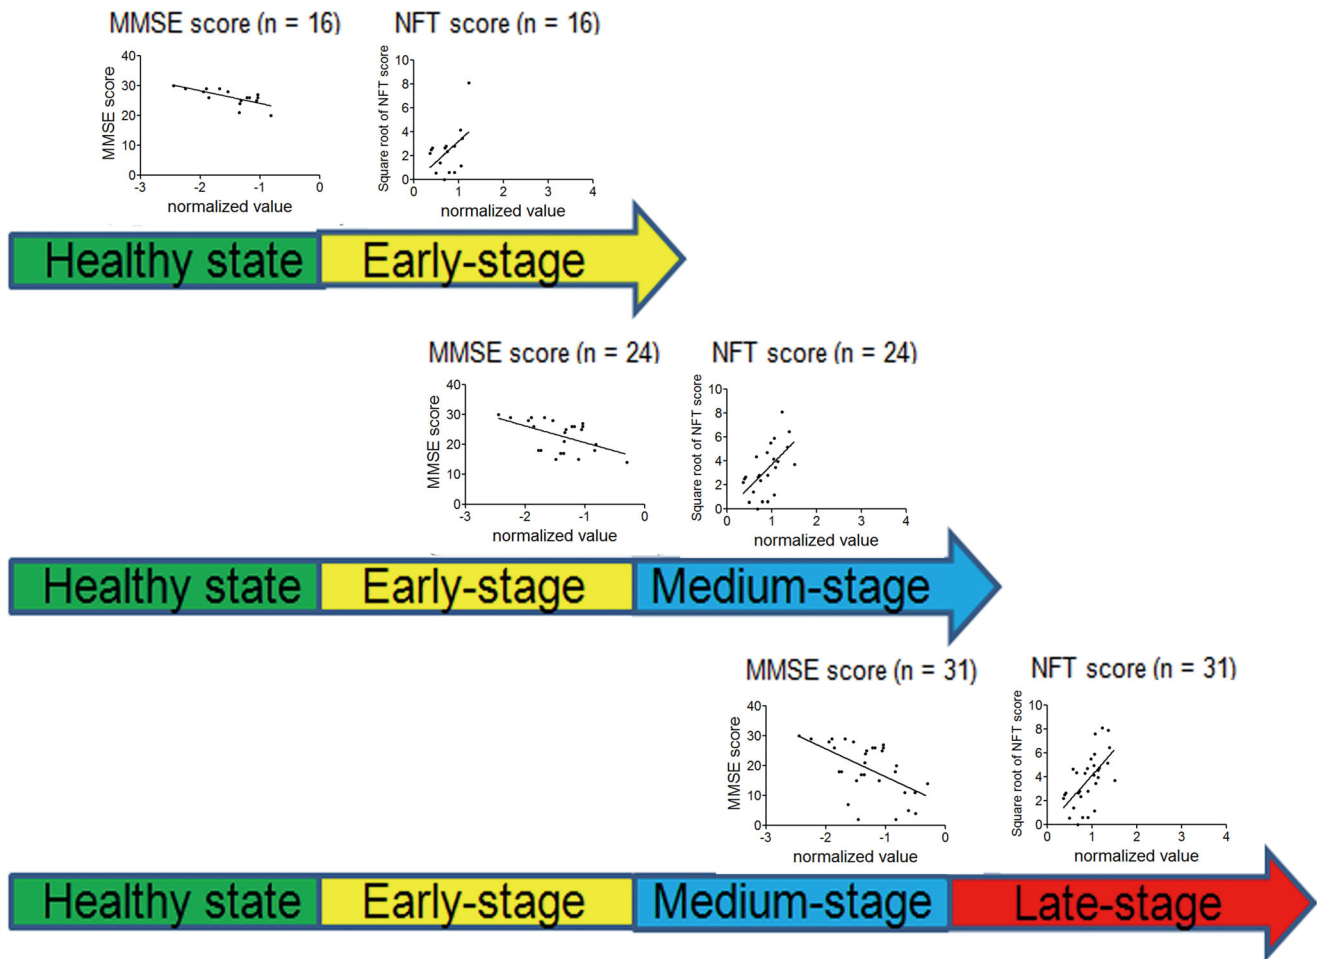 MMSE score (n = 16)
NFT score (n = 16)
MMSE score
40
30
20
10
0
-3
-2
-1
0
normalized value
Square root of NFT score
10
8
6
4
2
0
0
1
2
3
4
normalized value
Healthy state
Early-stage
MMSE score (n = 24)
NFT score (n = 24)
MMSE score
40
30
20
10
0
-3
-2
-1
0
normalized value
Square root of NFT score
10
8
6
4
2
0
0
1
2
3
4
normalized value
Healthy state
Early-stage
Medium-stage
MMSE score (n = 31)
NFT score (n = 31)
MMSE score
40
30
20
10
0
-3
-2
-1
0
normalized value
Square root of NFT score
10
8
6
4
2
0
0
1
2
3
4
normalized value
Healthy state
Early-stage
Medium-stage
Late-stage